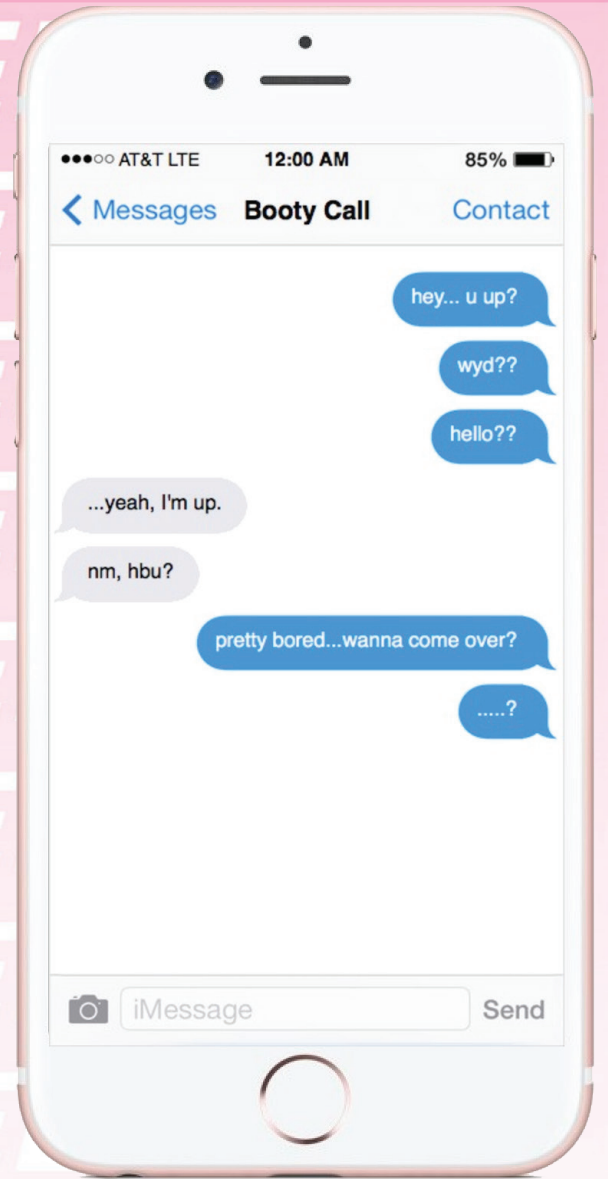 ●●●○○ AT&T LTE 12:00 AM 85%
Messages Booty Call Contact
hey... u up?
wyd??
hello??
...yeah, I'm up.
nm, hbu?
pretty bored...wanna come over?
.....?
iMessage Send